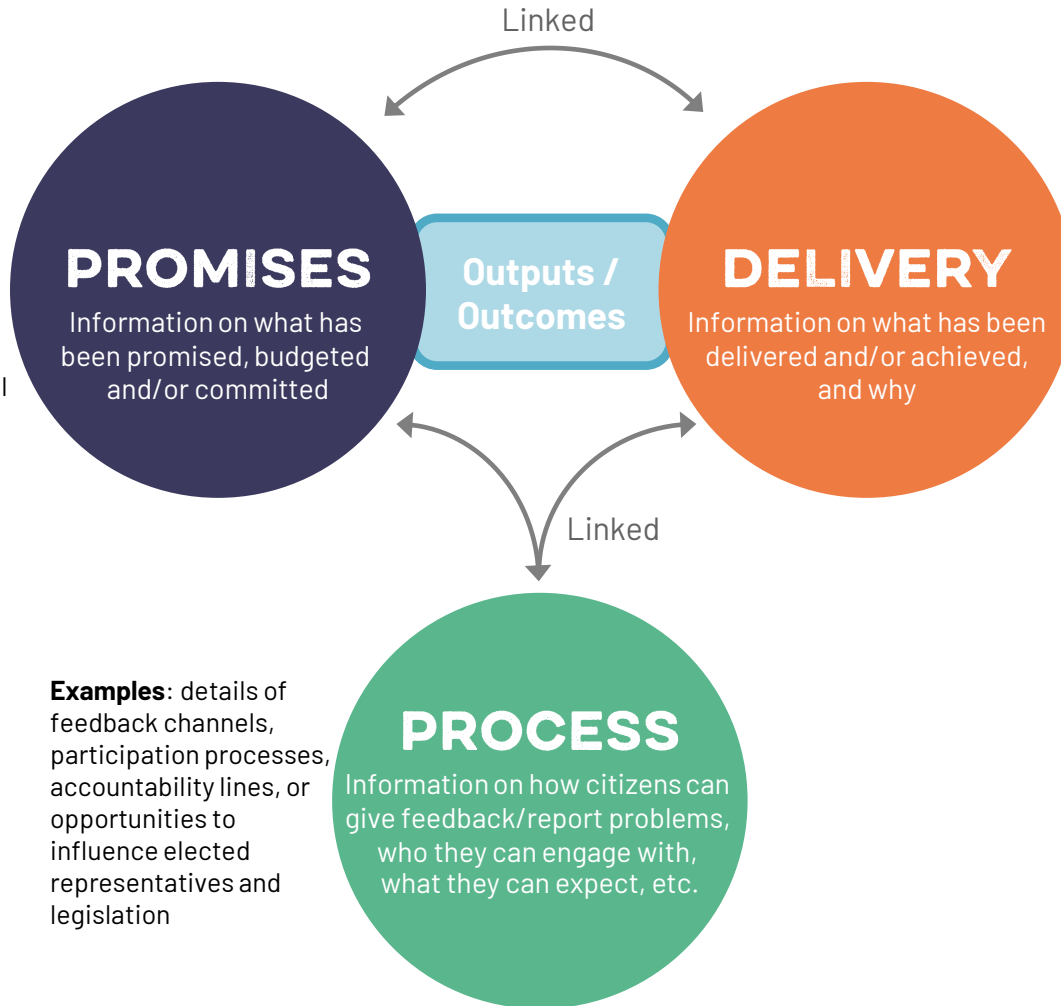 Linked
PROMISES
Information on what has
been promised, budgeted
and/or committed
Outputs /
Outcomes
DELIVERY
Information on what has been
delivered and/or achieved,
and why
Linked
Examples: details of
feedback channels,
participation processes,
accountability lines, or
opportunities to
influence elected
representatives and
legislation
PROCESS
Information on how citizens can
give feedback/report problems,
who they can engage with,
what they can expect, etc.